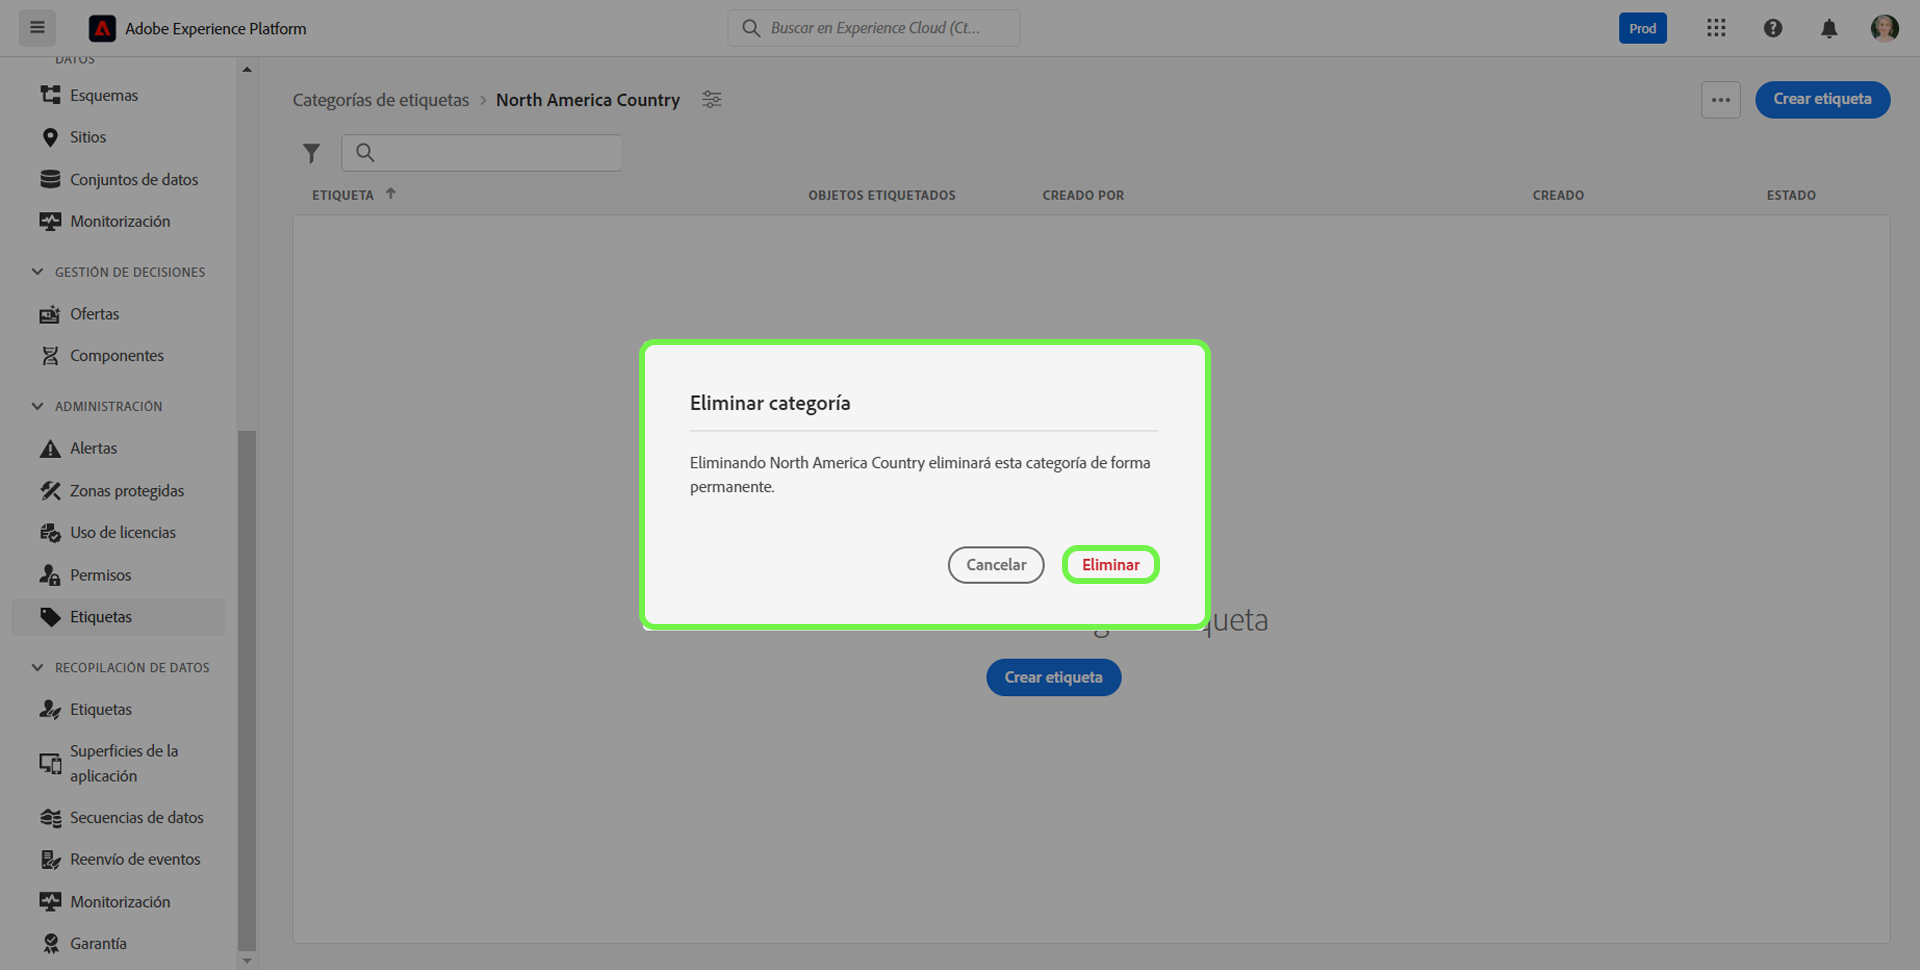 Adobe Experience Platform
Buscar en Experience Cloud (Ct...
Prod
DATOS
Esquemas
Sitios
Conjuntos de datos
Monitorización
GESTIÓN DE DECISIONES
Ofertas
Componentes
ADMINISTRACIÓN
Alertas
Zonas protegidas
Uso de licencias
Permisos
Etiquetas
RECOPILACIÓN DE DATOS
Etiquetas
Superficies de la
aplicación
Secuencias de datos
Reenvío de eventos
Monitorización
Garantía
Categorías de etiquetas > North America Country
Crear etiqueta
ETIQUETA OBJETOS ETIQUETADOS CREADO POR CREADO ESTADO
Eliminar categoría
Eliminando North America Country eliminará esta categoría de forma
permanente.
Cancelar Eliminar
queta
Crear etiqueta